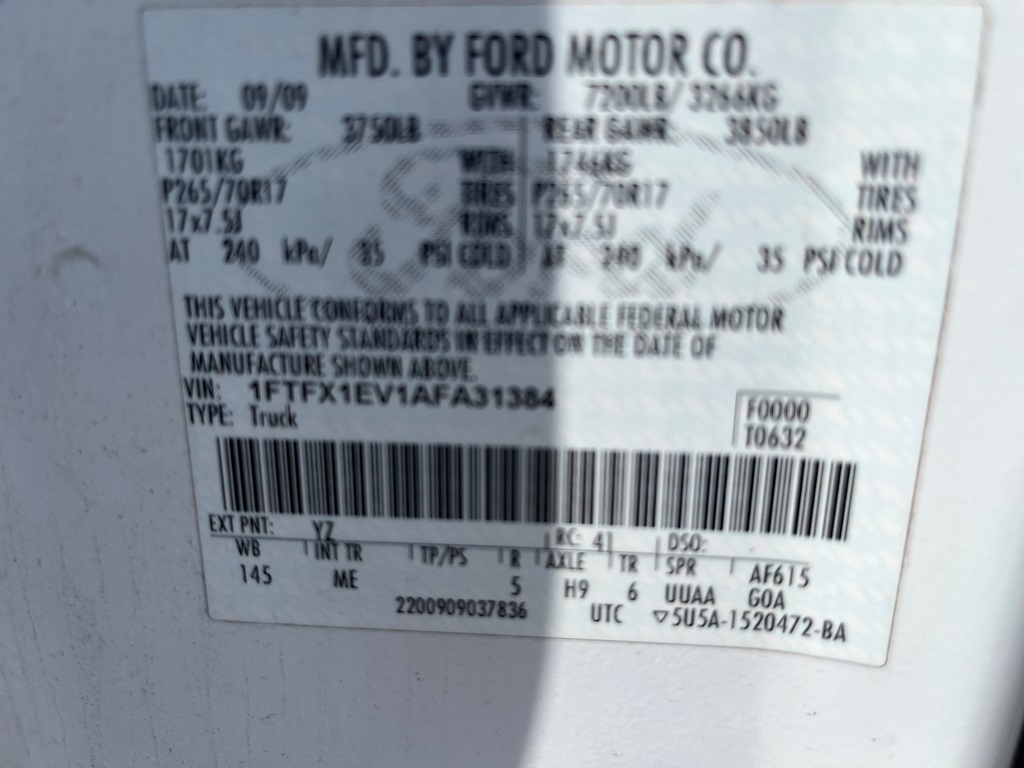 MFD. BY FORD MOTOR CO.
DATE: 09/09 GVWR: 7200LB/ 3266KG
FRONT GAWR: 3750LB REAR GAWR: 3850LB
1701KG WITH 1746KG WITH
P265/70R17 TIRES P265/70R17 TIRES
17x7.5J RIMS 17x7.5J RIMS
AT 240 kPa/ 35 PSI COLD AT 240 kPa/ 35 PSI COLD
THIS VEHICLE CONFORMS TO ALL APPLICABLE FEDERAL MOTOR
VEHICLE SAFETY STANDARDS IN EFFECT ON THE DATE OF
MANUFACTURE SHOWN ABOVE.
VIN: 1FTFX1EV1AFA31384
TYPE: Truck
F0000
T0632
EXT PNT: YZ RC: 41 DSO:
WB INT TR TP/PS R AXLE TR SPR AF615
145 ME 5 H9 6 UUAA GOA
2200909037836 UTC ▽5U5A-1520472-BA